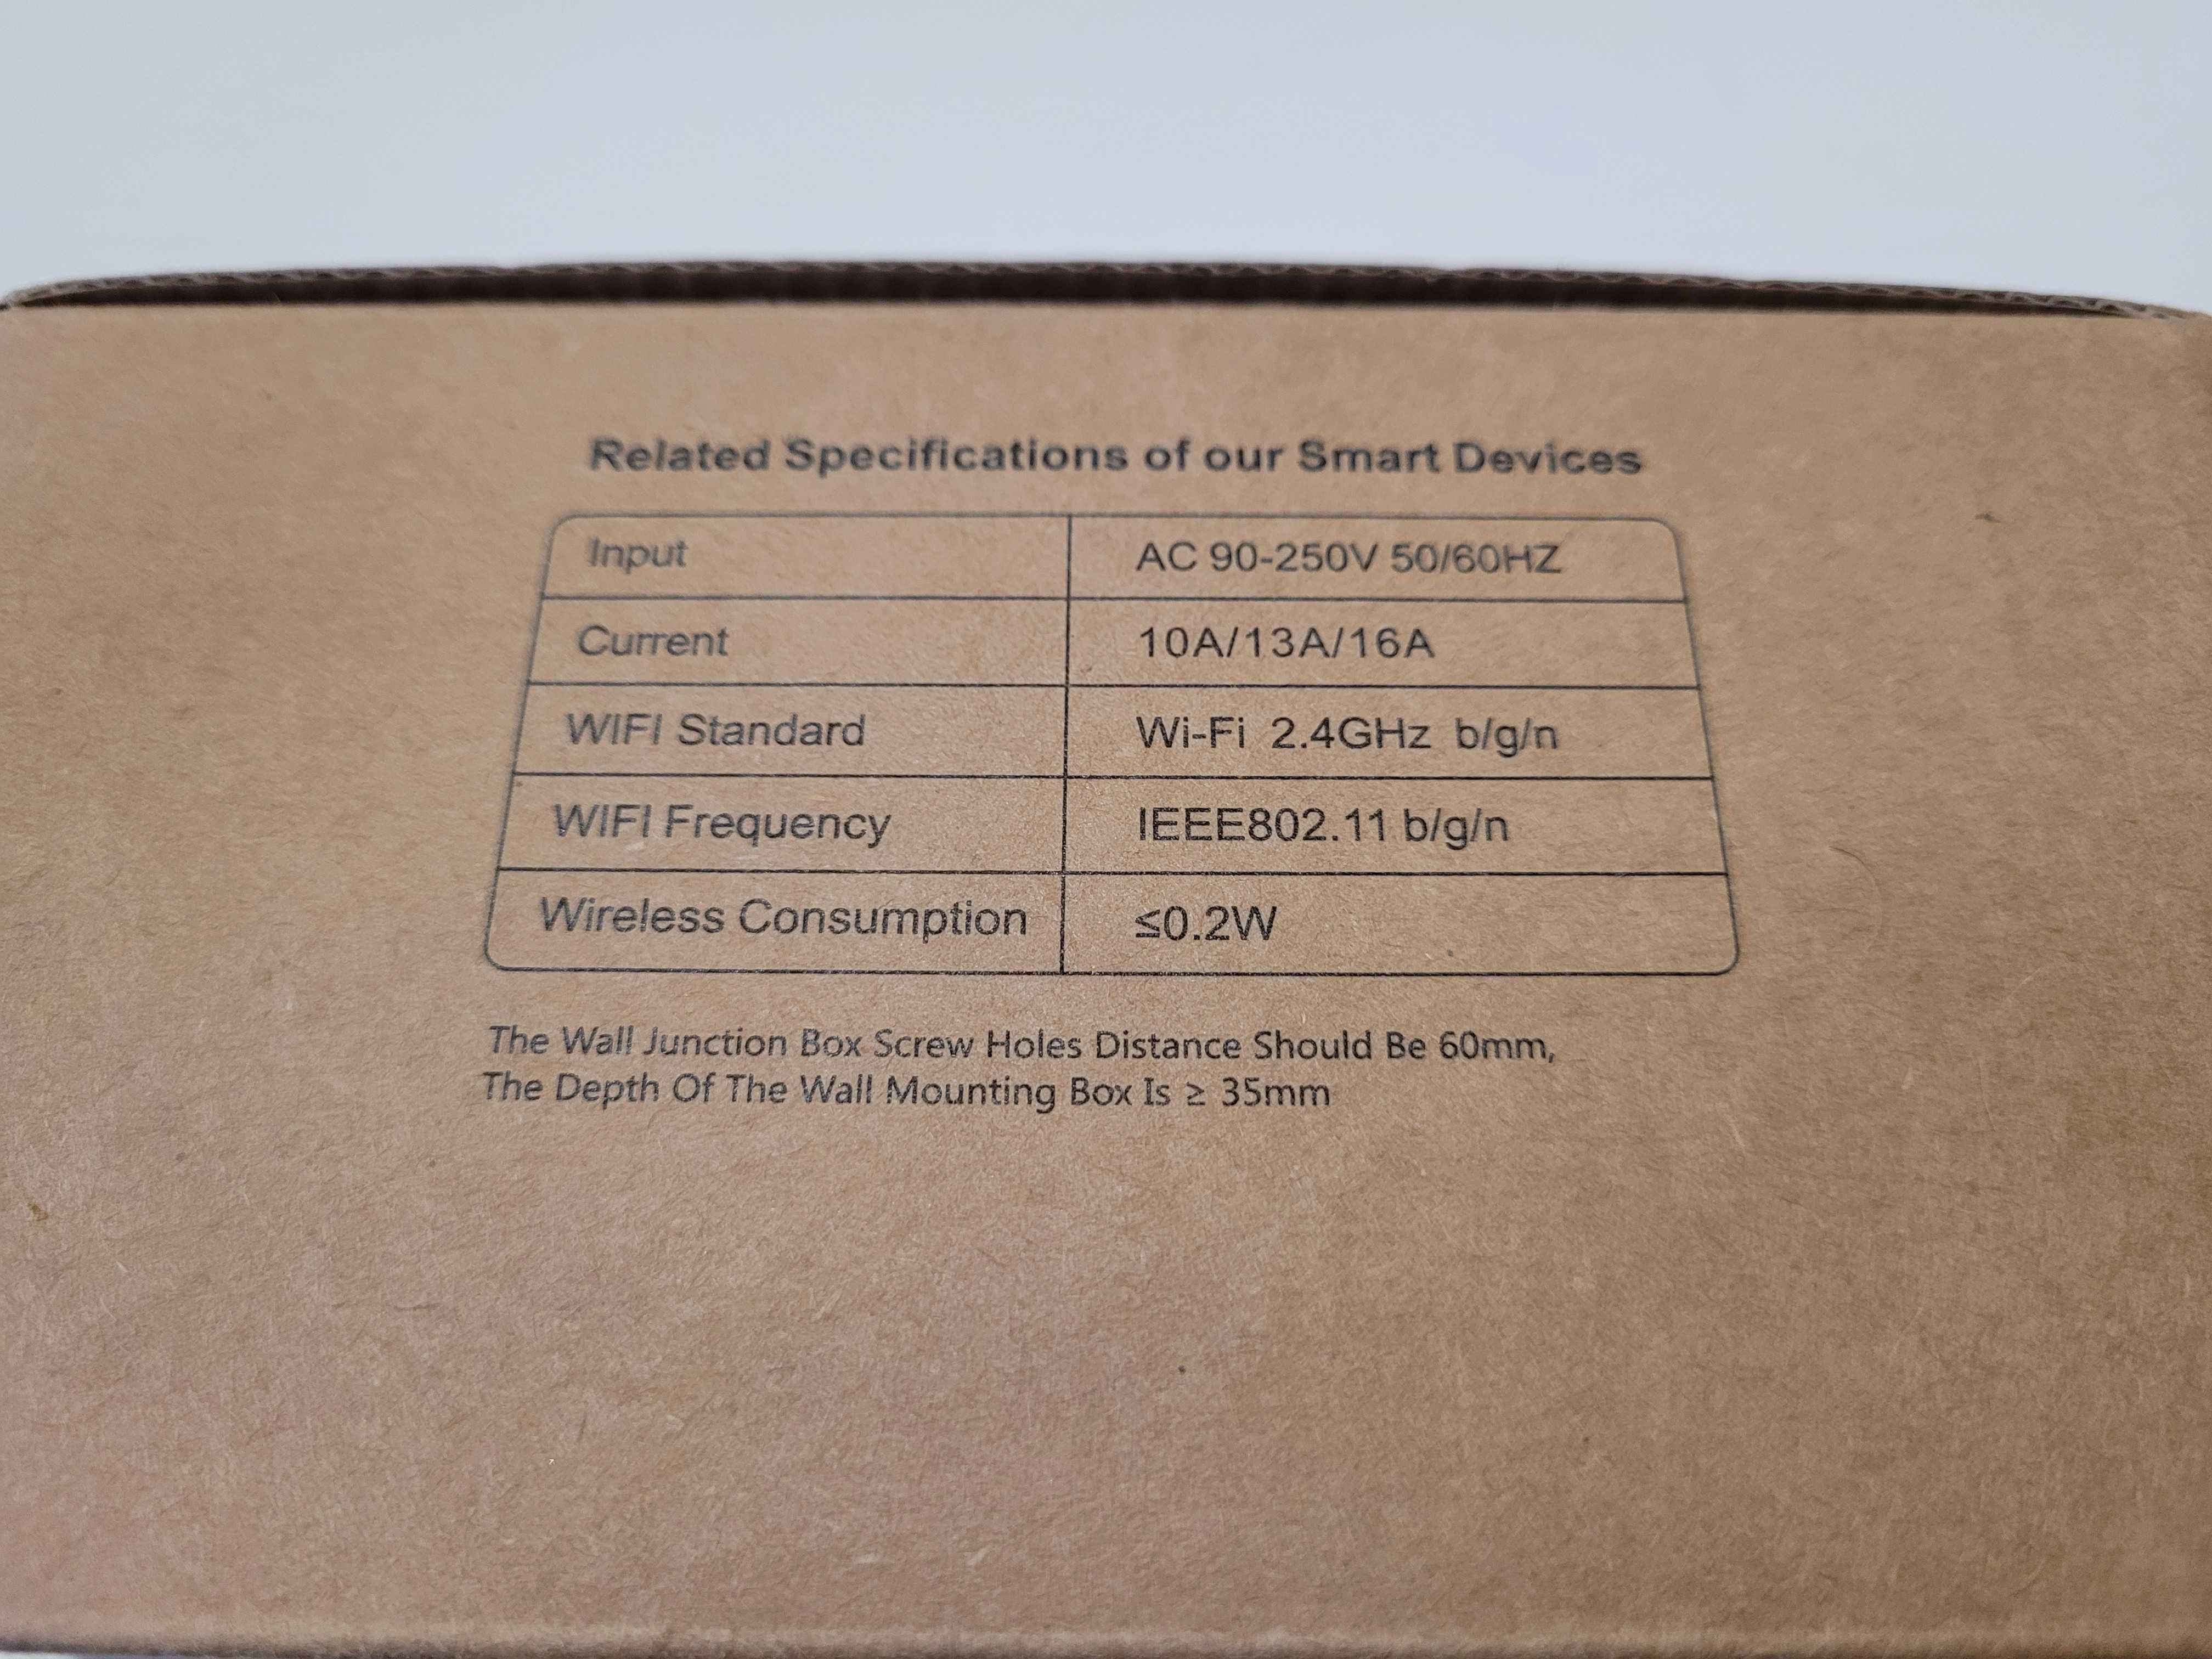 Related Specifications of our Smart Devices
Input AC 90-250V 50/60HZ
Current 10A/13A/16A
WIFI Standard Wi-Fi 2.4GHz b/g/n
WIFI Frequency IEEE802.11 b/g/n
Wireless Consumption ≤0.2W
The Wall Junction Box Screw Holes Distance Should Be 60mm,
The Depth Of The Wall Mounting Box Is ≥ 35mm